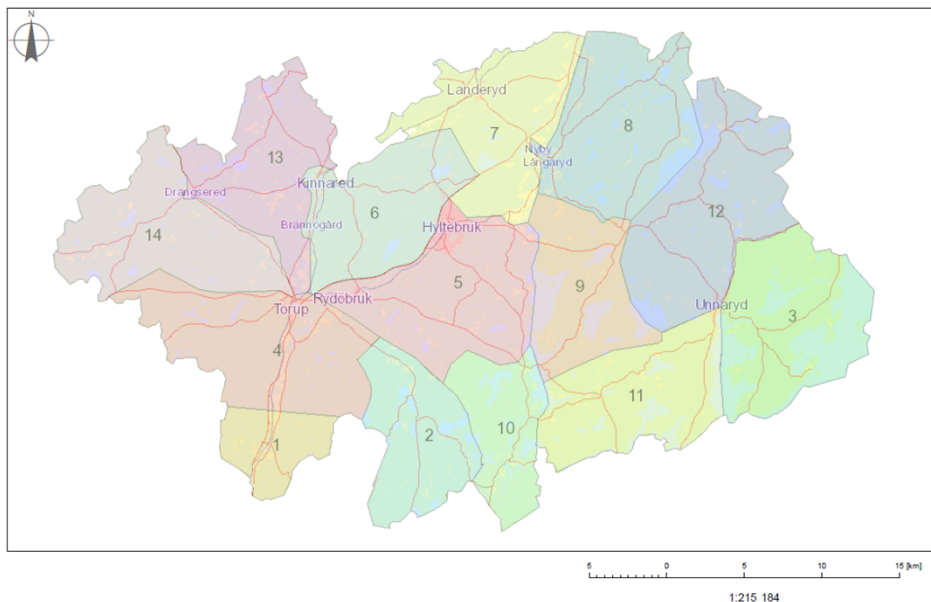 N
Landeryd
7
8
Nyby
Långaryd
13
Kinnared
Drängsered
6
12
Brännögård
Hyltebruk
14
5
9
Rydöbruk
Torup
Unnaryd
3
4
11
10
2
1
5 0 5 10 15 [km]
1:215 184